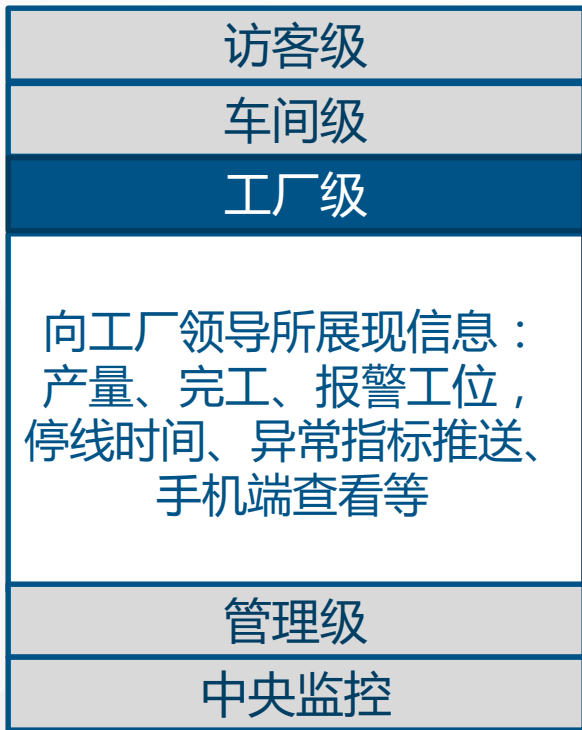 访客级
车间级
工厂级
向工厂领导所展现信息：
产量、完工、报警工位，
停线时间、异常指标推送、
手机端查看等
管理级
中央监控